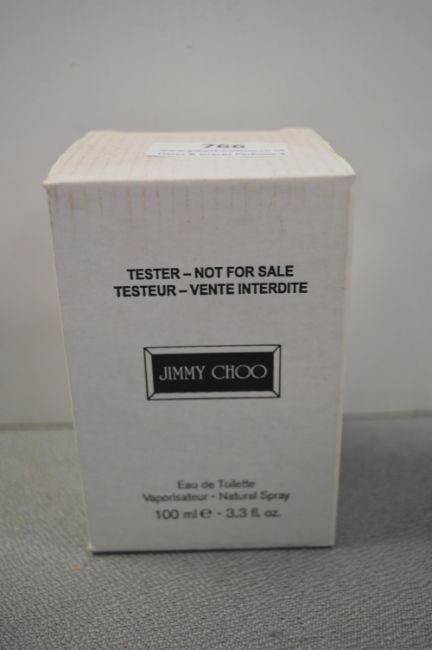 766
TESTER – NOT FOR SALE
TESTEUR – VENTE INTERDITE
JIMMY CHOO
Eau de Toilette
Vaporisateur - Natural Spray
100 ml ℮ - 3.3 fl. oz.